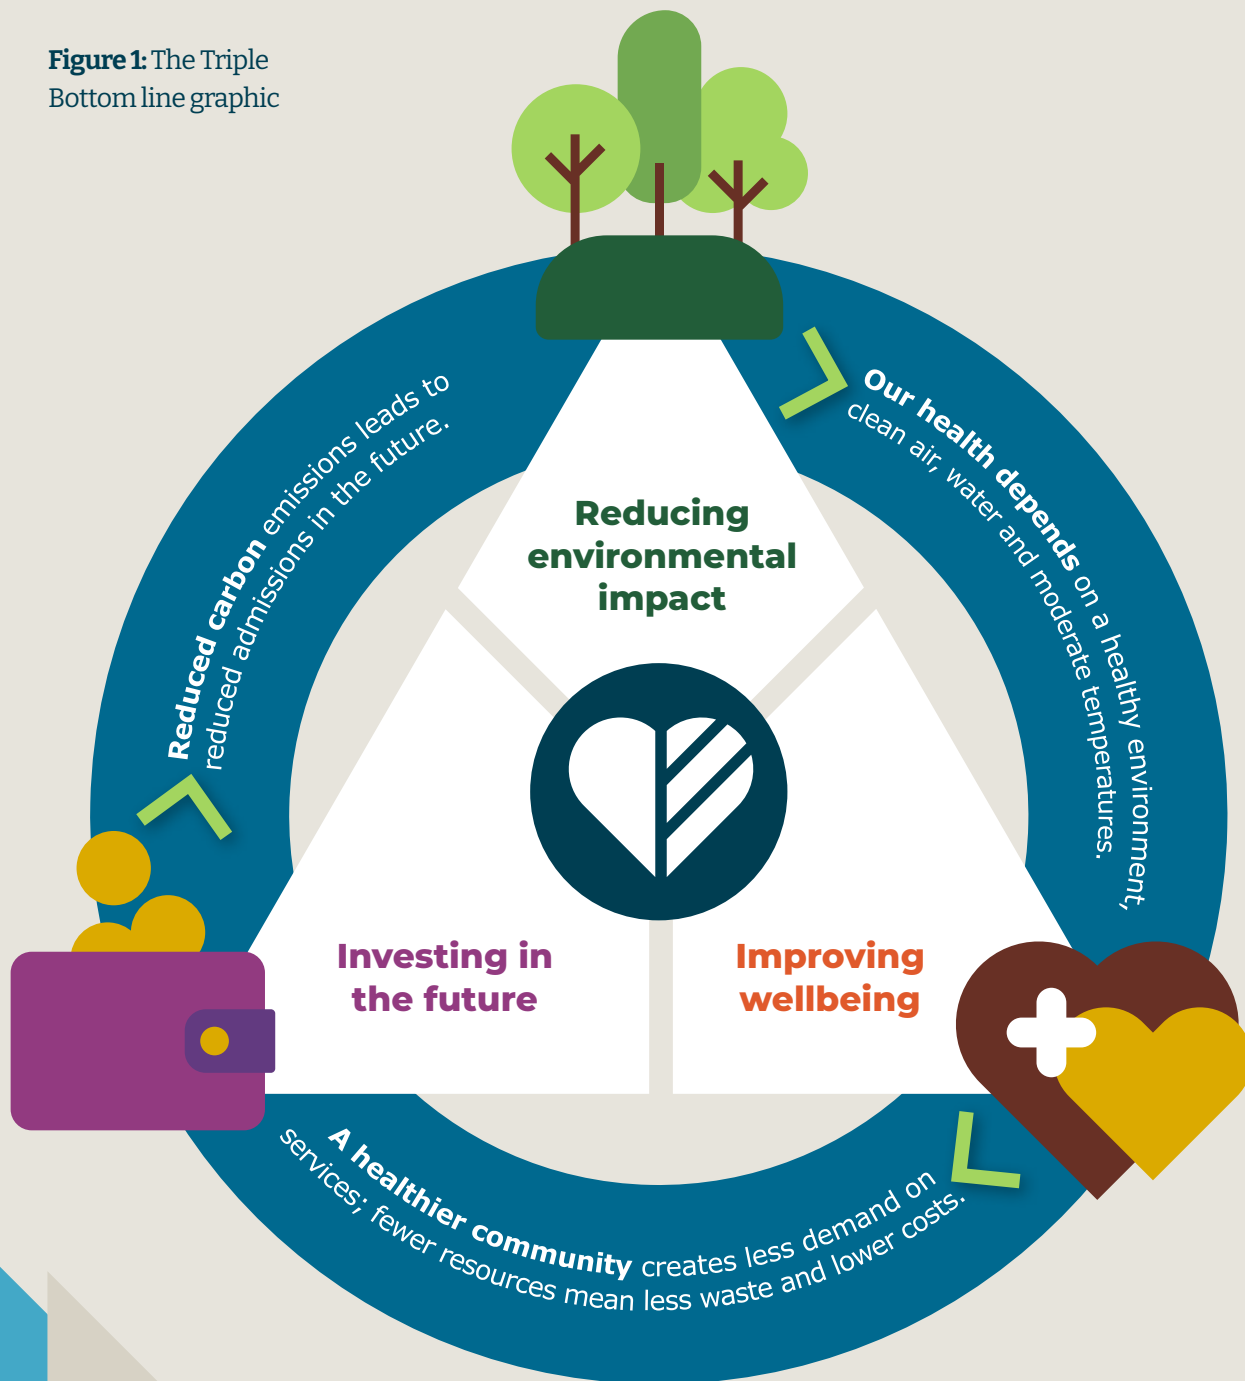 Figure 1: The Triple
Bottom line graphic
Reduced carbon emissions leads to
reduced admissions in the future.
Our health depends on a healthy environment,
clean air, water and moderate temperatures.
Reducing
environmental
impact
Investing in
the future
Improving
wellbeing
A healthier community creates less demand on
services; fewer resources mean less waste and lower costs.